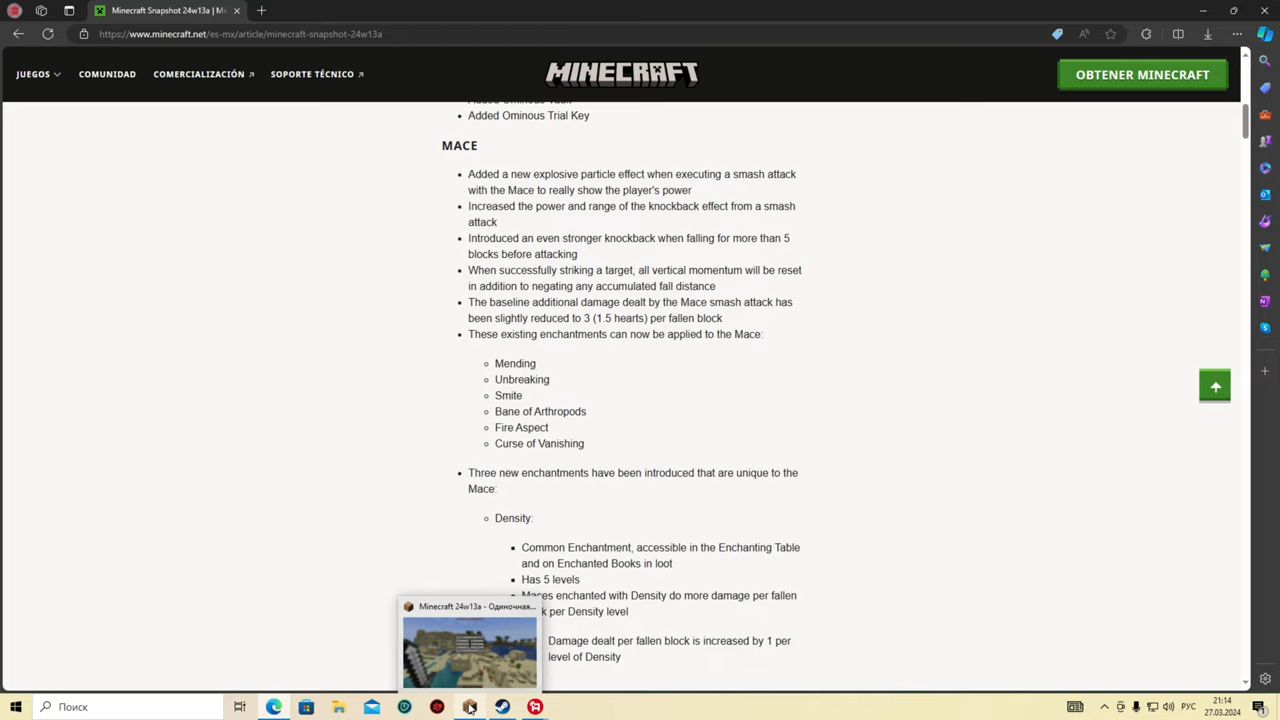 Minecraft Snapshot 24w13a | Mi
https://www.minecraft.net/es-mx/article/minecraft-snapshot-24w13a
JUEGOS COMUNIDAD COMERCIALIZACIÓN SOPORTE TÉCNICO MINECRAFT OBTENER MINECRAFT
Added Ominous Vault
Added Ominous Trial Key
MACE
Added a new explosive particle effect when executing a smash attack
with the Mace to really show the player's power
Increased the power and range of the knockback effect from a smash
attack
Introduced an even stronger knockback when falling for more than 5
blocks before attacking
When successfully striking a target, all vertical momentum will be reset
in addition to negating any accumulated fall distance
The baseline additional damage dealt by the Mace smash attack has
been slightly reduced to 3 (1.5 hearts) per fallen block
These existing enchantments can now be applied to the Mace:
Mending
Unbreaking
Smite
Bane of Arthropods
Fire Aspect
Curse of Vanishing
Three new enchantments have been introduced that are unique to the
Mace:
Density:
Common Enchantment, accessible in the Enchanting Table
and on Enchanted Books in loot
Has 5 levels
Maces enchanted with Density do more damage per fallen
k per Density level
Damage dealt per fallen block is increased by 1 per
level of Density
Minecraft 24w13a - Одиночная...
Поиск
РУС
21:14
27.03.2024